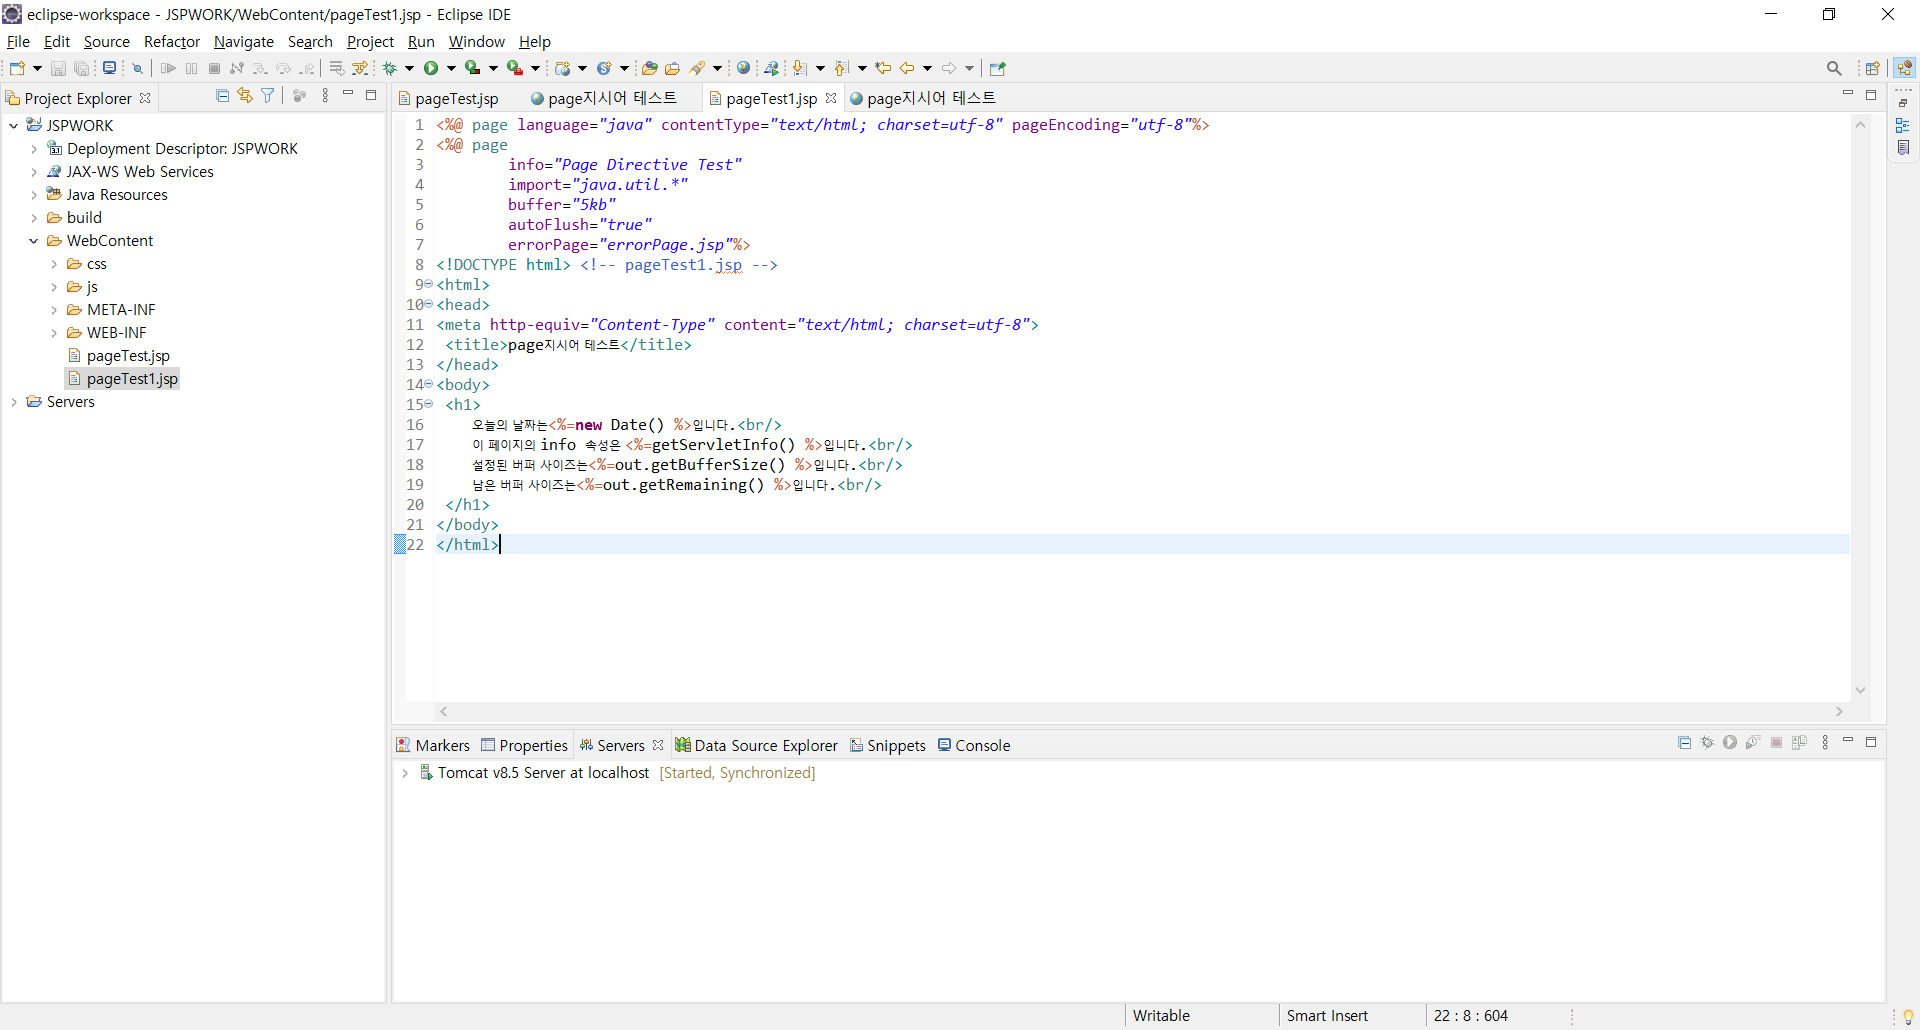 eclipse-workspace - JSPWORK/WebContent/pageTest1.jsp - Eclipse IDE
File Edit Source Refactor Navigate Search Project Run Window Help
Project Explorer
JSPWORK
Deployment Descriptor: JSPWORK
JAX-WS Web Services
Java Resources
build
WebContent
css
js
META-INF
WEB-INF
pageTest.jsp
pageTest1.jsp
Servers
pageTest.jsp page지시어 테스트 pageTest1.jsp page지시어 테스트
1 <%@ page language="java" contentType="text/html; charset=utf-8" pageEncoding="utf-8"%>
2 <%@ page
3 info="Page Directive Test"
4 import="java.util.*"
5 buffer="5kb"
6 autoFlush="true"
7 errorPage="errorPage.jsp"%>
8 <!DOCTYPE html> <!-- pageTest1.jsp -->
9 <html>
10 <head>
11 <meta http-equiv="Content-Type" content="text/html; charset=utf-8">
12 <title>page지시어 테스트</title>
13 </head>
14 <body>
15 <h1>
16 오늘의 날짜는<%=new Date() %>입니다.<br/>
17 이 페이지의 info 속성은 <%=getServletInfo() %>입니다.<br/>
18 설정된 버퍼 사이즈는<%=out.getBufferSize() %>입니다.<br/>
19 남은 버퍼 사이즈는<%=out.getRemaining() %>입니다.<br/>
20 </h1>
21 </body>
22 </html>
Markers Properties Servers Data Source Explorer Snippets Console
Tomcat v8.5 Server at localhost [Started, Synchronized]
Writable Smart Insert 22 : 8 : 604